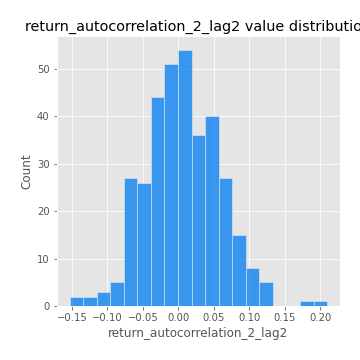 return_autocorrelation_2_lag2 value distributio
50
40
30
20
10
0
Count
−0.15 −0.10 −0.05 0.00 0.05 0.10 0.15 0.20
return_autocorrelation_2_lag2